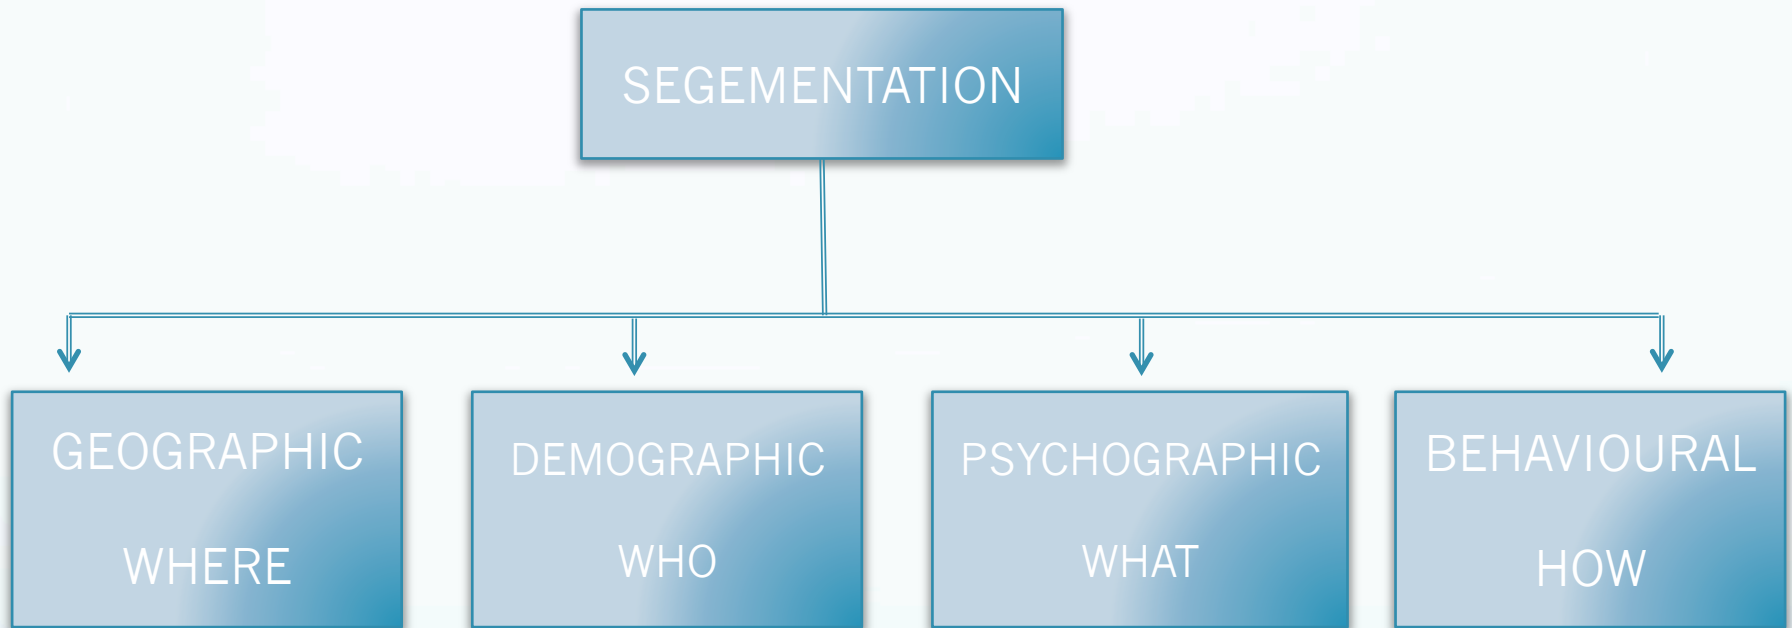 SEGEMENTATION
GEOGRAPHIC
WHERE
DEMOGRAPHIC
WHO
PSYCHOGRAPHIC
WHAT
BEHAVIOURAL
HOW